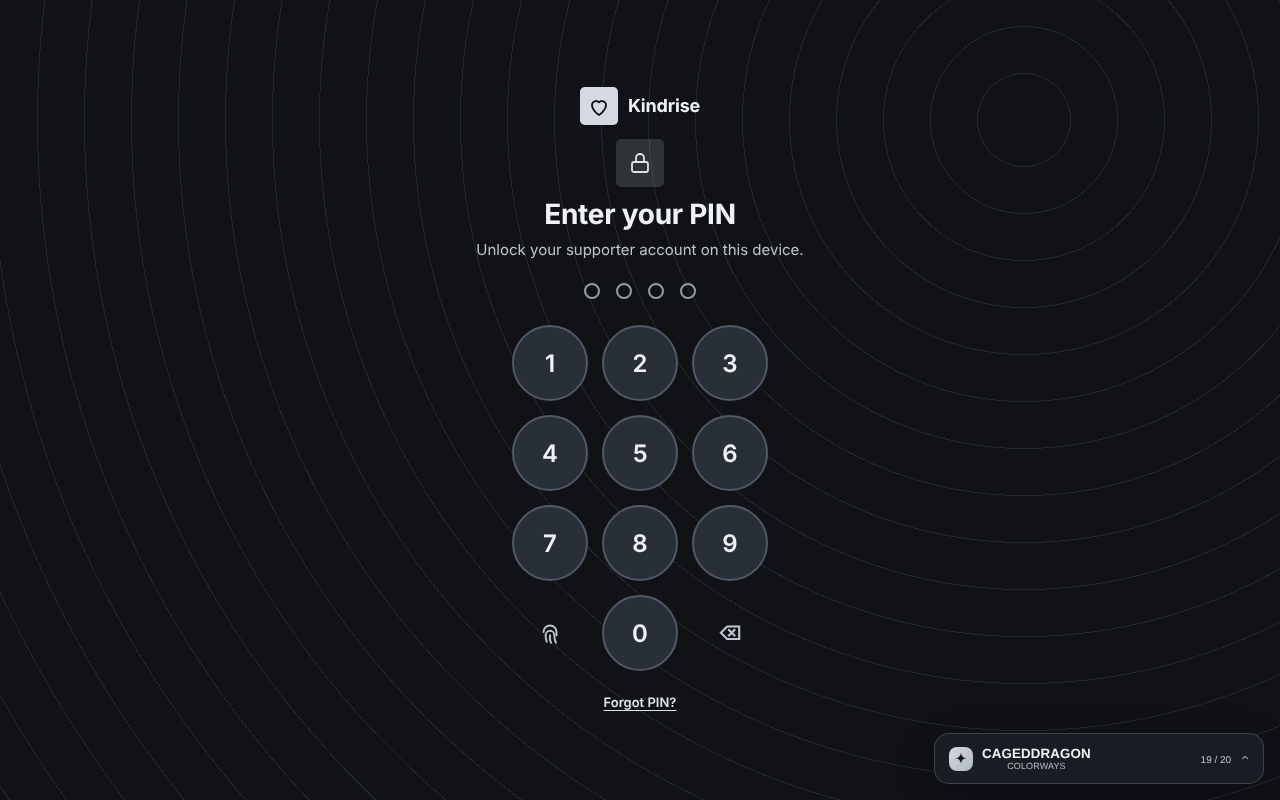 Kindrise
Enter your PIN
Unlock your supporter account on this device.
1 2 3
4 5 6
7 8 9
0
Forgot PIN?
CAGEDDRAGON
COLORWAYS
19 / 20